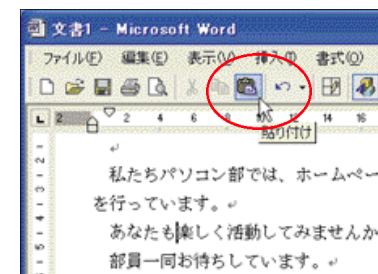 文書1 - Microsoft Word
ファイル(F) 編集(E) 表示(V) 挿入(I) 書式(O)
L 2 2 4 6 8 10 12 14 16
貼り付け
私たちパソコン部では、ホームペー
を行っています。
あなたも楽しく活動してみませんか
部員一同お待ちしています。